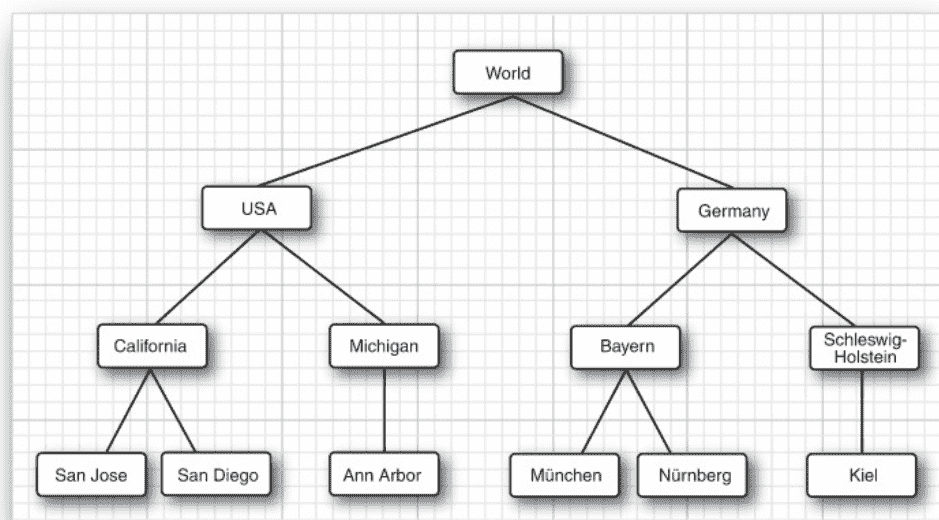 World
USA
Germany
California
Michigan
Bayern
Schleswig-
Holstein
San Jose
San Diego
Ann Arbor
München
Nürnberg
Kiel